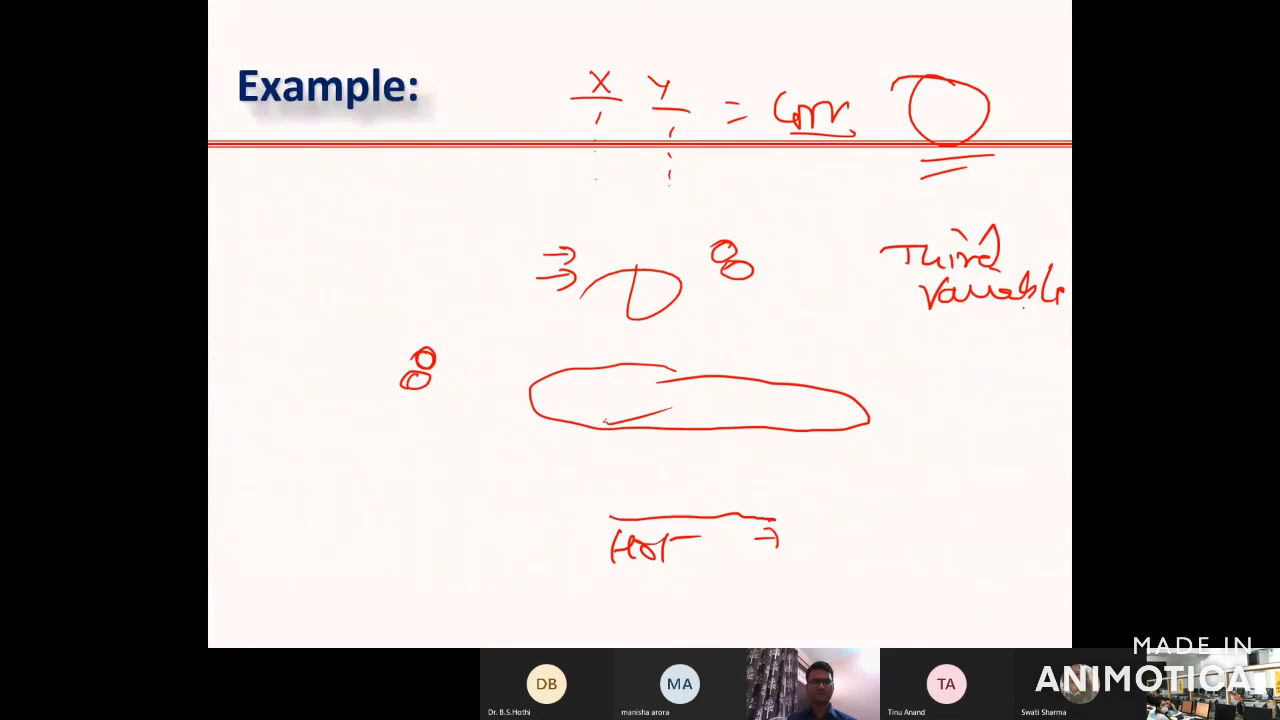 Example:
X Y = Corr
Third
Variable
Hot
MADE IN
ANIMOTICA
DB
MA
TA
Dr. B.S.Hothi
manisha arora
Tinu Anand
Swati Sharma